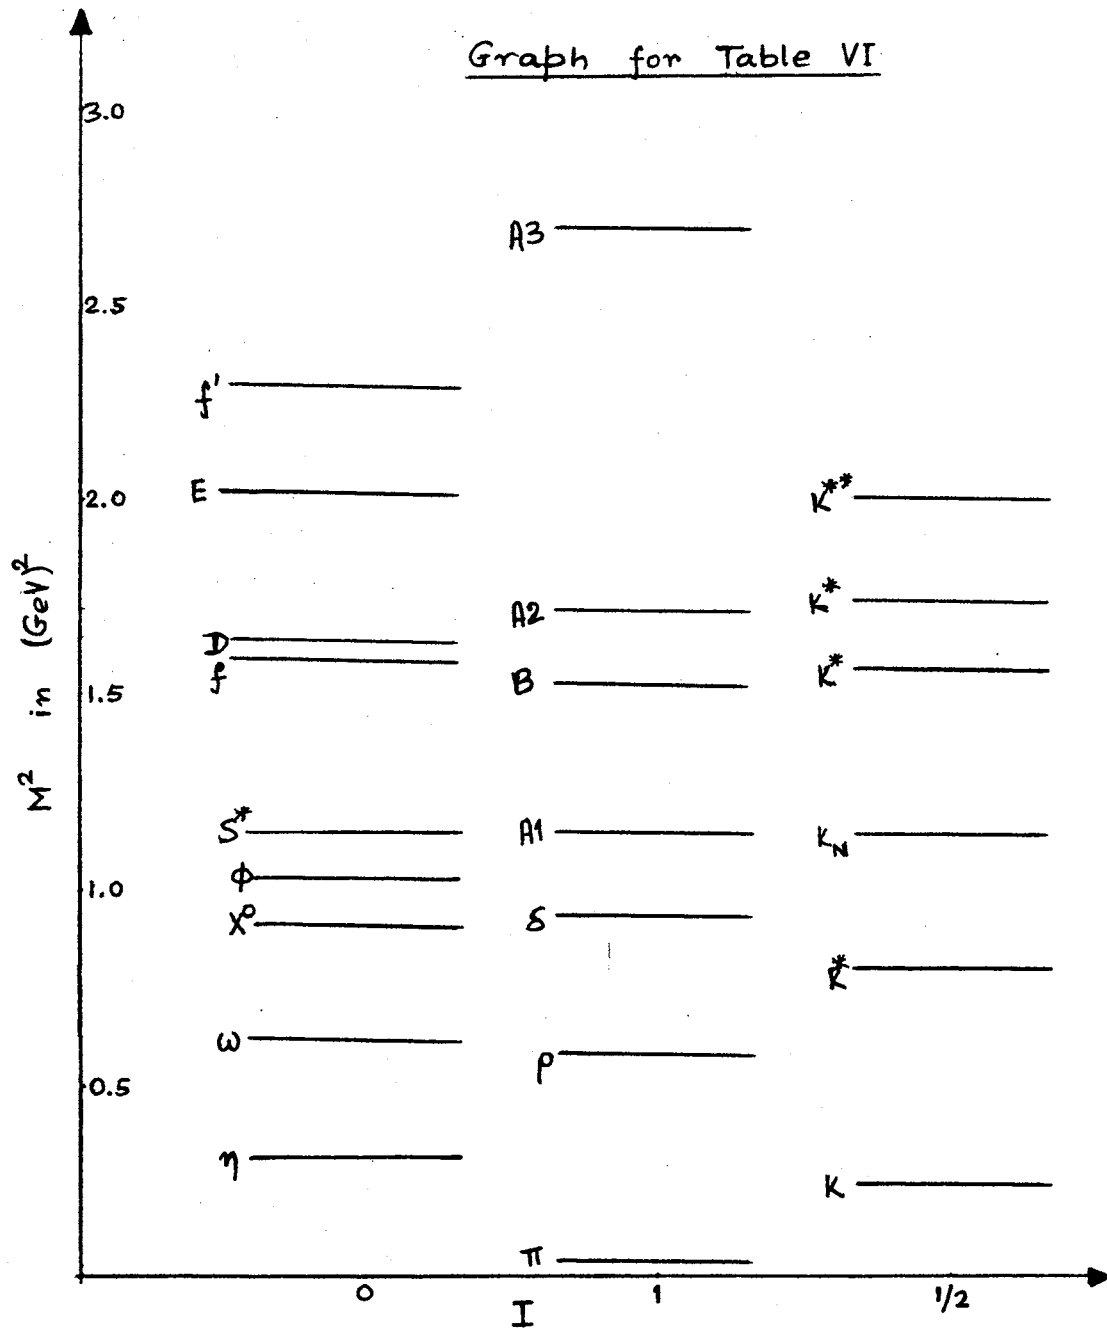 Graph for Table VI
3.0
A3
2.5
f'
E
2.0
K**
K*
A2
D
K*
f
B
1.5
M² in (GeV)²
S*
A1
K_N
φ
1.0
X⁰
δ
K*
ω
ρ
0.5
η
K
π
0
1
1/2
I